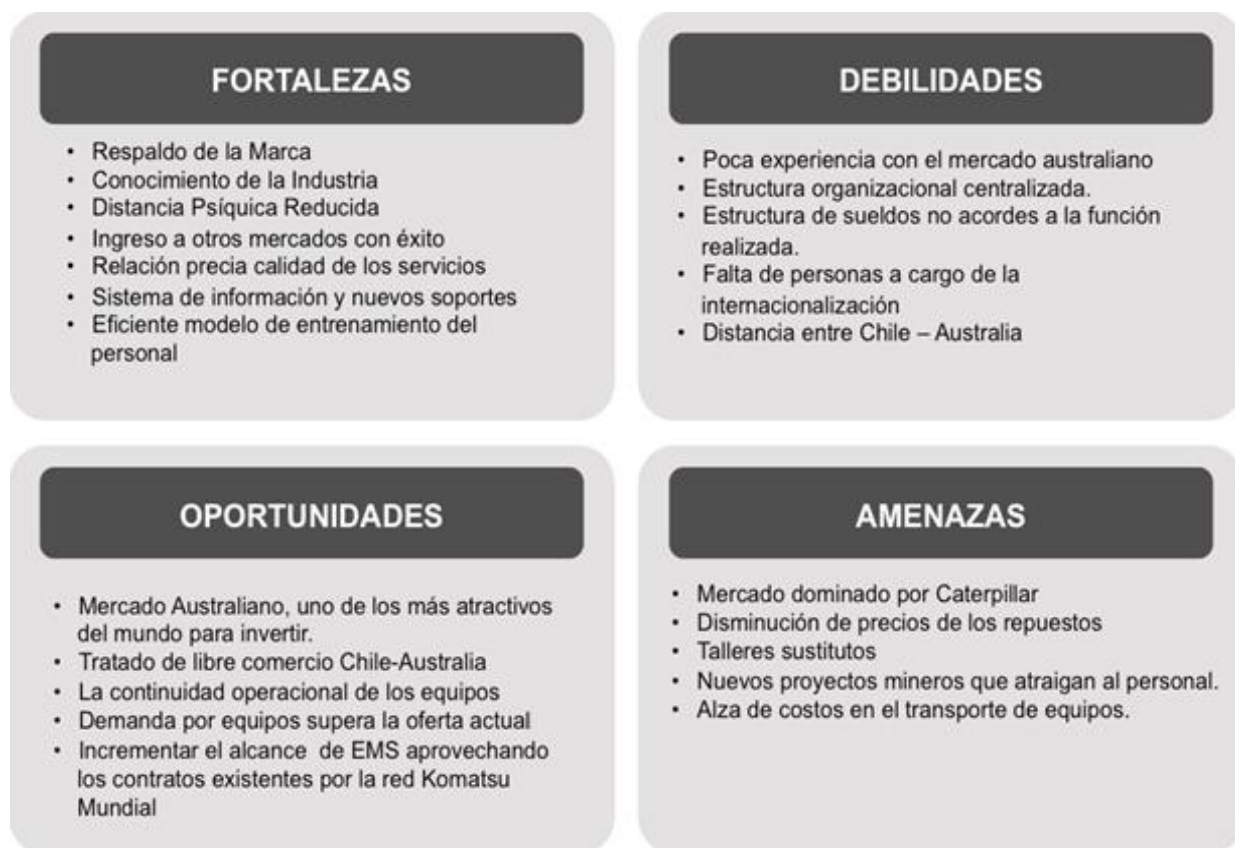 FORTALEZAS
• Respaldo de la Marca
• Conocimiento de la Industria
• Distancia Psíquica Reducida
• Ingreso a otros mercados con éxito
• Relación precia calidad de los servicios
• Sistema de información y nuevos soportes
• Eficiente modelo de entrenamiento del
personal
DEBILIDADES
• Poca experiencia con el mercado australiano
• Estructura organizacional centralizada.
• Estructura de sueldos no acordes a la función
realizada.
• Falta de personas a cargo de la
internacionalización
• Distancia entre Chile – Australia
OPORTUNIDADES
• Mercado Australiano, uno de los más atractivos
del mundo para invertir.
• Tratado de libre comercio Chile-Australia
• La continuidad operacional de los equipos
• Demanda por equipos supera la oferta actual
• Incrementar el alcance de EMS aprovechando
los contratos existentes por la red Komatsu
Mundial
AMENAZAS
• Mercado dominado por Caterpillar
• Disminución de precios de los repuestos
• Talleres sustitutos
• Nuevos proyectos mineros que atraigan al personal.
• Alza de costos en el transporte de equipos.